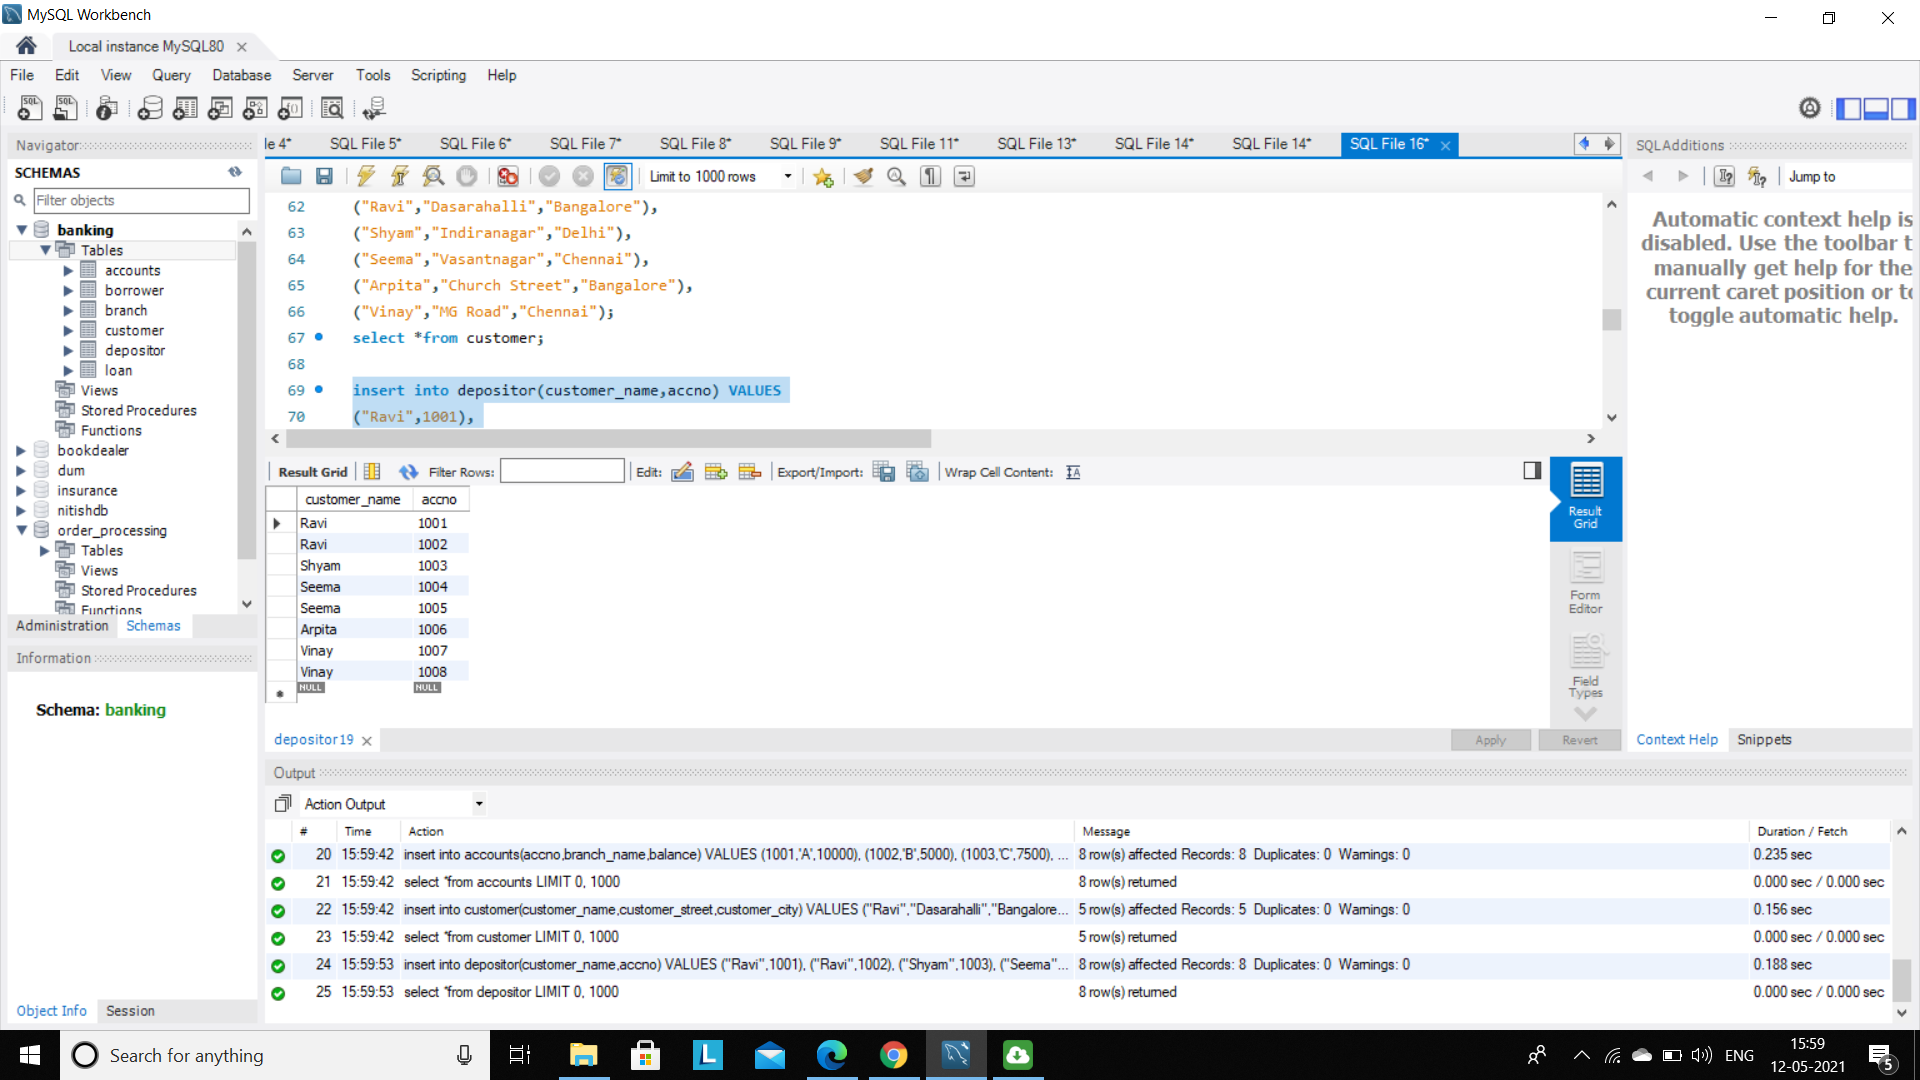 MySQL Workbench
Local instance MySQL80
File Edit View Query Database Server Tools Scripting Help
Navigator
SCHEMAS
Filter objects
banking
Tables
accounts
borrower
branch
customer
depositor
loan
Views
Stored Procedures
Functions
bookdealer
dum
insurance
nitishdb
order_processing
Tables
Views
Stored Procedures
Functions
Administration Schemas
Information
Schema: banking
Object Info Session
le 4* SQL File 5* SQL File 6* SQL File 7* SQL File 8* SQL File 9* SQL File 11* SQL File 13* SQL File 14* SQL File 14* SQL File 16*
Limit to 1000 rows
62 ("Ravi","Dasarahalli","Bangalore"),
63 ("Shyam","Indiranagar","Delhi"),
64 ("Seema","Vasantnagar","Chennai"),
65 ("Arpita","Church Street","Bangalore"),
66 ("Vinay","MG Road","Chennai");
67 select *from customer;
68
69 insert into depositor(customer_name,accno) VALUES
70 ("Ravi",1001),
Result Grid Filter Rows: Edit: Export/Import: Wrap Cell Content:
customer_name accno
Ravi 1001
Ravi 1002
Shyam 1003
Seema 1004
Seema 1005
Arpita 1006
Vinay 1007
Vinay 1008
NULL NULL
Result
Grid
Form
Editor
Field
Types
depositor19 Apply Revert
SQLAdditions
Jump to
Automatic context help is
disabled. Use the toolbar t
manually get help for the
current caret position or to
toggle automatic help.
Context Help Snippets
Output
Action Output
# Time Action Message Duration / Fetch
20 15:59:42 insert into accounts(accno,branch_name,balance) VALUES (1001,'A',10000), (1002,'B',5000), (1003,'C',7500), ... 8 row(s) affected Records: 8 Duplicates: 0 Warnings: 0 0.235 sec
21 15:59:42 select *from accounts LIMIT 0, 1000 8 row(s) returned 0.000 sec / 0.000 sec
22 15:59:42 insert into customer(customer_name,customer_street,customer_city) VALUES ("Ravi","Dasarahalli","Bangalore... 5 row(s) affected Records: 5 Duplicates: 0 Warnings: 0 0.156 sec
23 15:59:42 select *from customer LIMIT 0, 1000 5 row(s) returned 0.000 sec / 0.000 sec
24 15:59:53 insert into depositor(customer_name,accno) VALUES ("Ravi",1001), ("Ravi",1002), ("Shyam",1003), ("Seema"... 8 row(s) affected Records: 8 Duplicates: 0 Warnings: 0 0.188 sec
25 15:59:53 select *from depositor LIMIT 0, 1000 8 row(s) returned 0.000 sec / 0.000 sec
Search for anything
L
ENG
15:59
12-05-2021
5